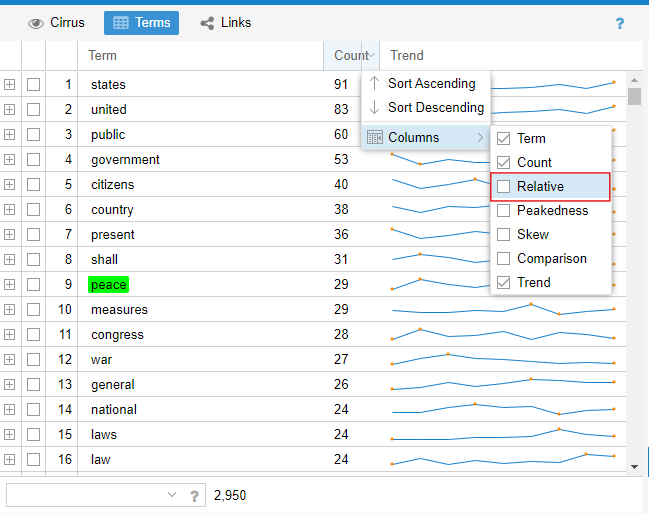 Cirrus Terms Links ?
Term Count Trend
1 states 91
Sort Ascending
2 united 83
Sort Descending
3 public 60
Columns
Term
4 government 53
Count
5 citizens 40
Relative
6 country 38
Peakedness
7 present 36
Skew
8 shall 31
Comparison
9 peace 29
Trend
10 measures 29
11 congress 28
12 war 27
13 general 26
14 national 24
15 laws 24
16 law 24
? 2,950